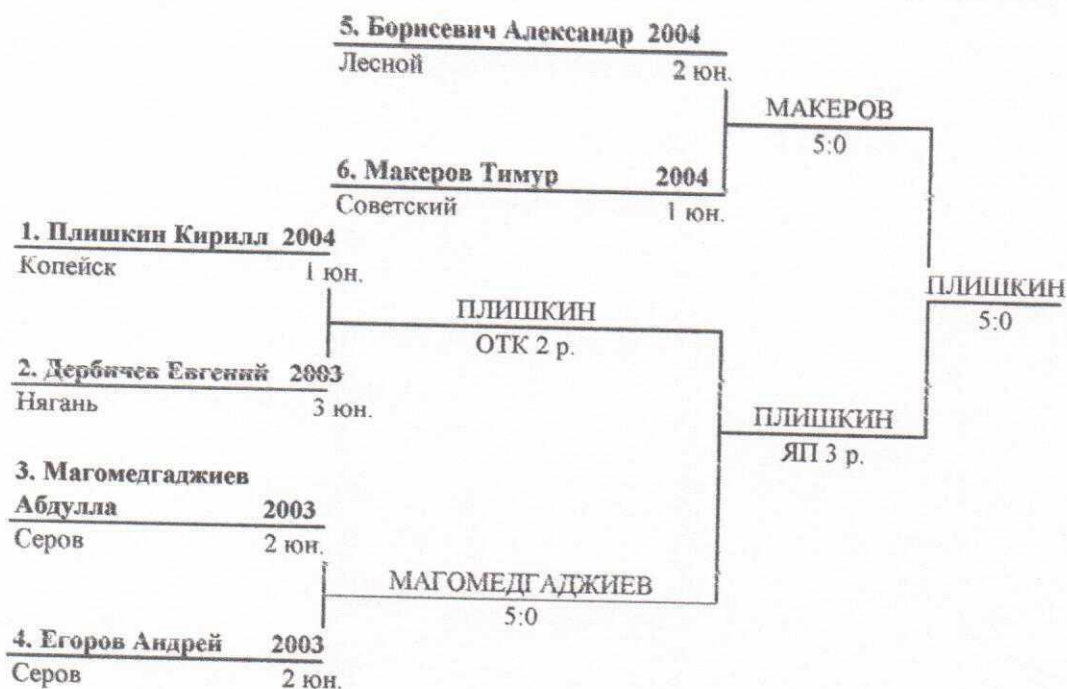 5. Борисевич Александр 2004
Лесной 2 юн.
МАКЕРОВ
5:0
6. Макеров Тимур 2004
Советский 1 юн.
1. Плишкин Кирилл 2004
Копейск 1 юн.
ПЛИШКИН
5:0
ПЛИШКИН
ОТК 2 р.
2. Дербичев Евгений 2003
Нягань 3 юн.
ПЛИШКИН
ЯП 3 р.
3. Магомедгаджиев
Абдулла 2003
Серов 2 юн.
МАГОМЕДГАДЖИЕВ
5:0
4. Егоров Андрей 2003
Серов 2 юн.